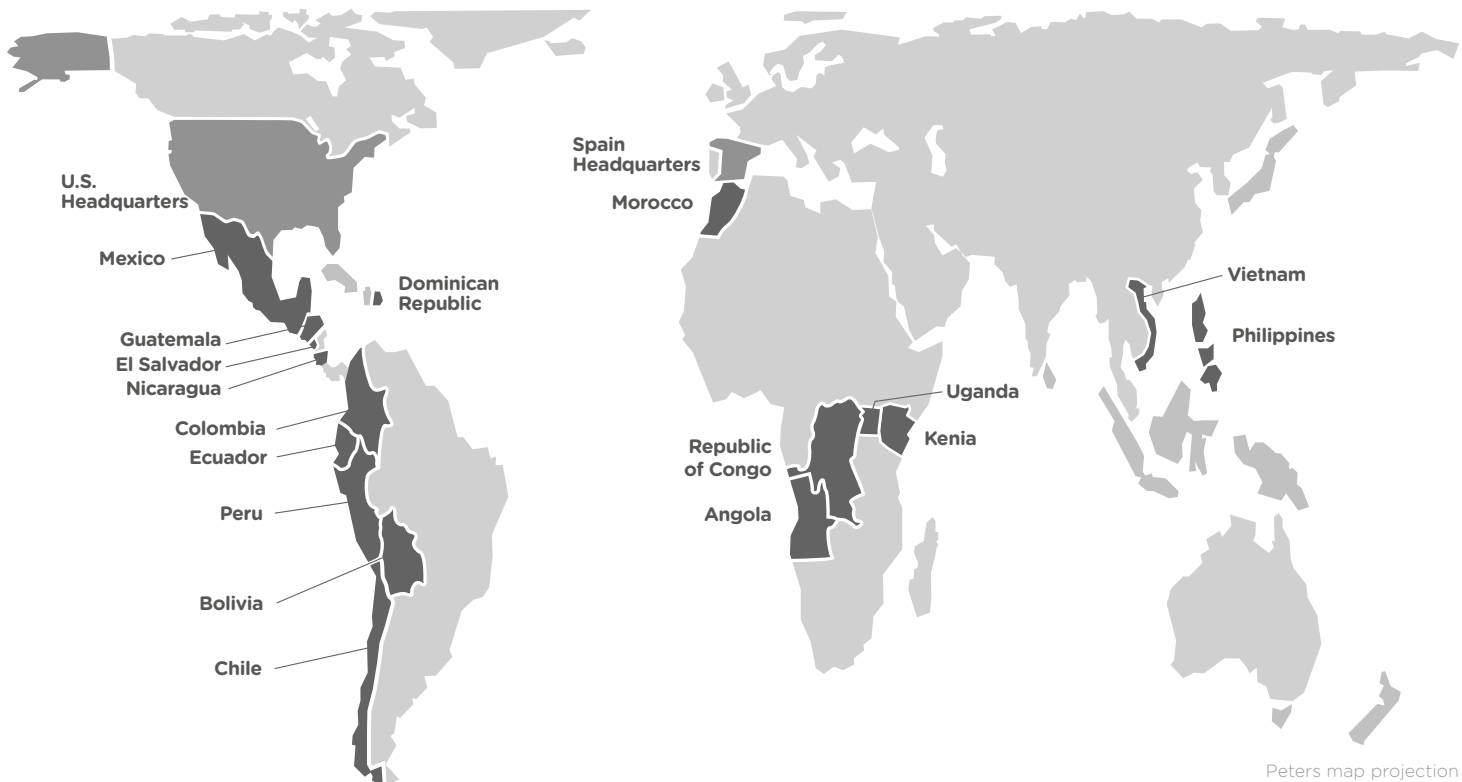 U.S.
Headquarters
Mexico
Dominican
Republic
Guatemala
El Salvador
Nicaragua
Colombia
Ecuador
Peru
Bolivia
Chile
Spain
Headquarters
Morocco
Uganda
Republic
of Congo
Kenia
Angola
Vietnam
Philippines
Peters map projection